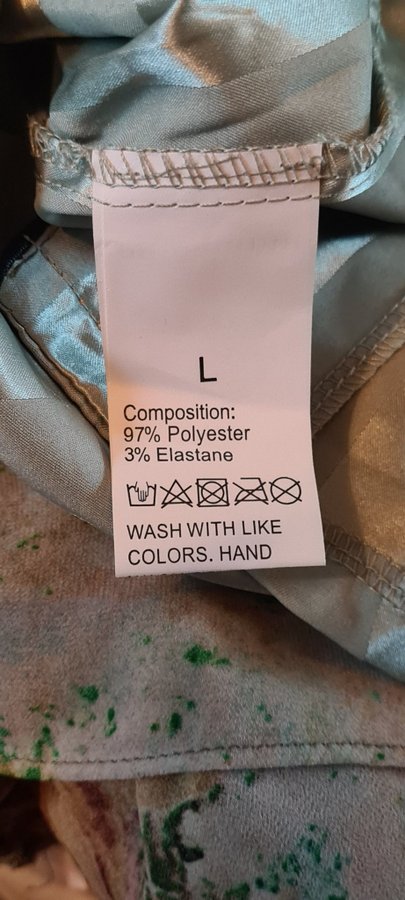 L
Composition:
97% Polyester
3% Elastane
WASH WITH LIKE
COLORS. HAND